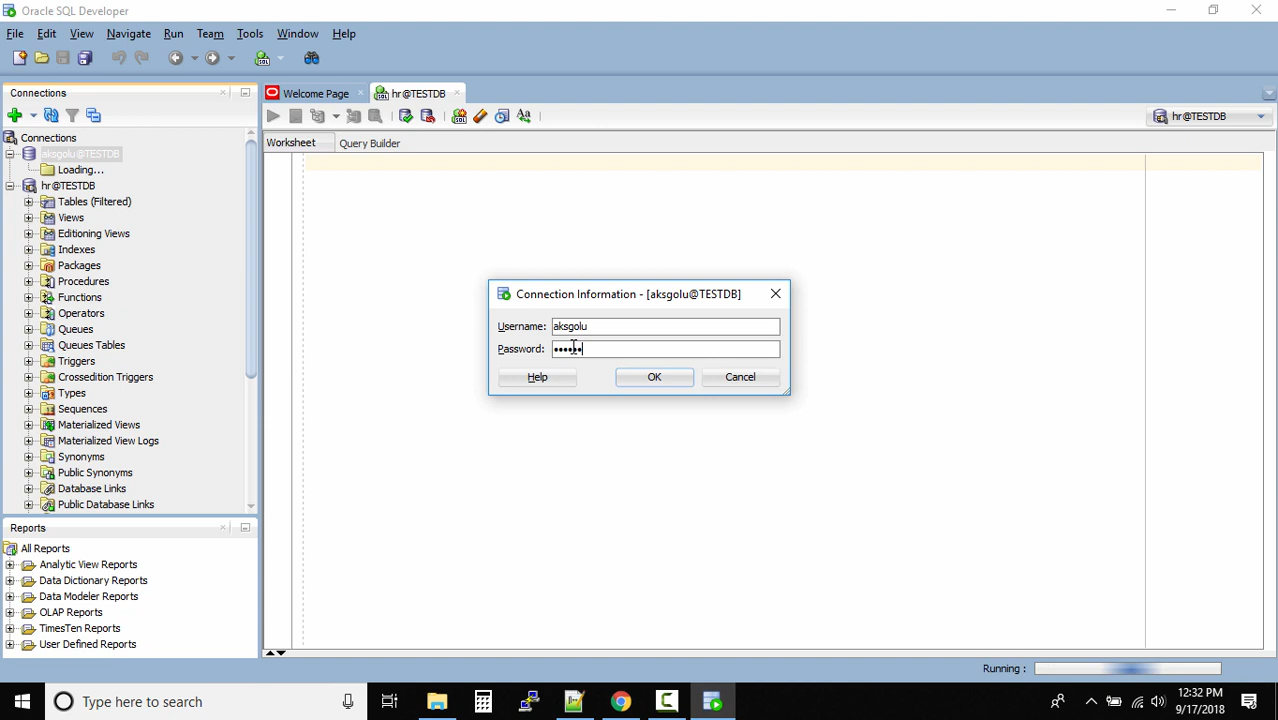 Oracle SQL Developer
File Edit View Navigate Run Team Tools Window Help
Connections
Welcome Page
hr@TESTDB
hr@TESTDB
Worksheet
Query Builder
Connections
aksgolu@TESTDB
Loading...
hr@TESTDB
Tables (Filtered)
Views
Editioning Views
Indexes
Packages
Procedures
Functions
Operators
Queues
Queues Tables
Triggers
Crossedition Triggers
Types
Sequences
Materialized Views
Materialized View Logs
Synonyms
Public Synonyms
Database Links
Public Database Links
Connection Information - [aksgolu@TESTDB]
Username: aksgolu
Password: ••••••
Help OK Cancel
Reports
All Reports
Analytic View Reports
Data Dictionary Reports
Data Modeler Reports
OLAP Reports
TimesTen Reports
User Defined Reports
Running :
Type here to search
12:32 PM
9/17/2018